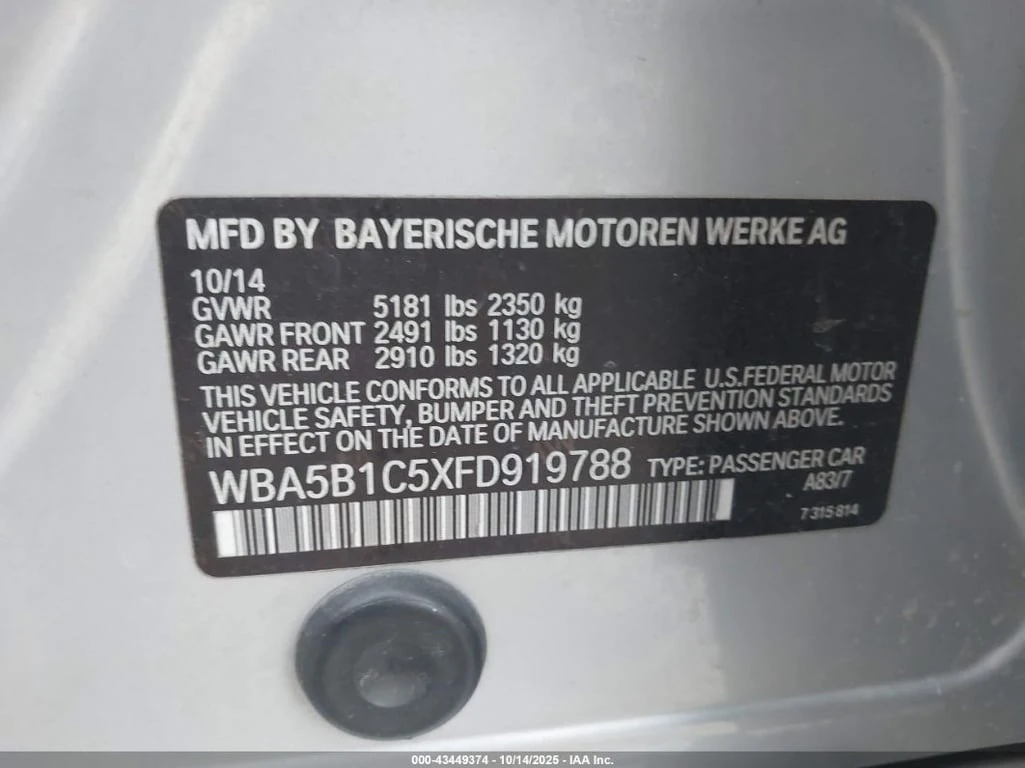 MFD BY BAYERISCHE MOTOREN WERKE AG
10/14
GVWR 5181 lbs 2350 kg
GAWR FRONT 2491 lbs 1130 kg
GAWR REAR 2910 lbs 1320 kg
THIS VEHICLE CONFORMS TO ALL APPLICABLE U.S.FEDERAL MOTOR
VEHICLE SAFETY, BUMPER AND THEFT PREVENTION STANDARDS
IN EFFECT ON THE DATE OF MANUFACTURE SHOWN ABOVE.
WBA5B1C5XFD919788 TYPE: PASSENGER CAR
A83/7
7 315 814
000-43449374 - 10/14/2025 - IAA Inc.